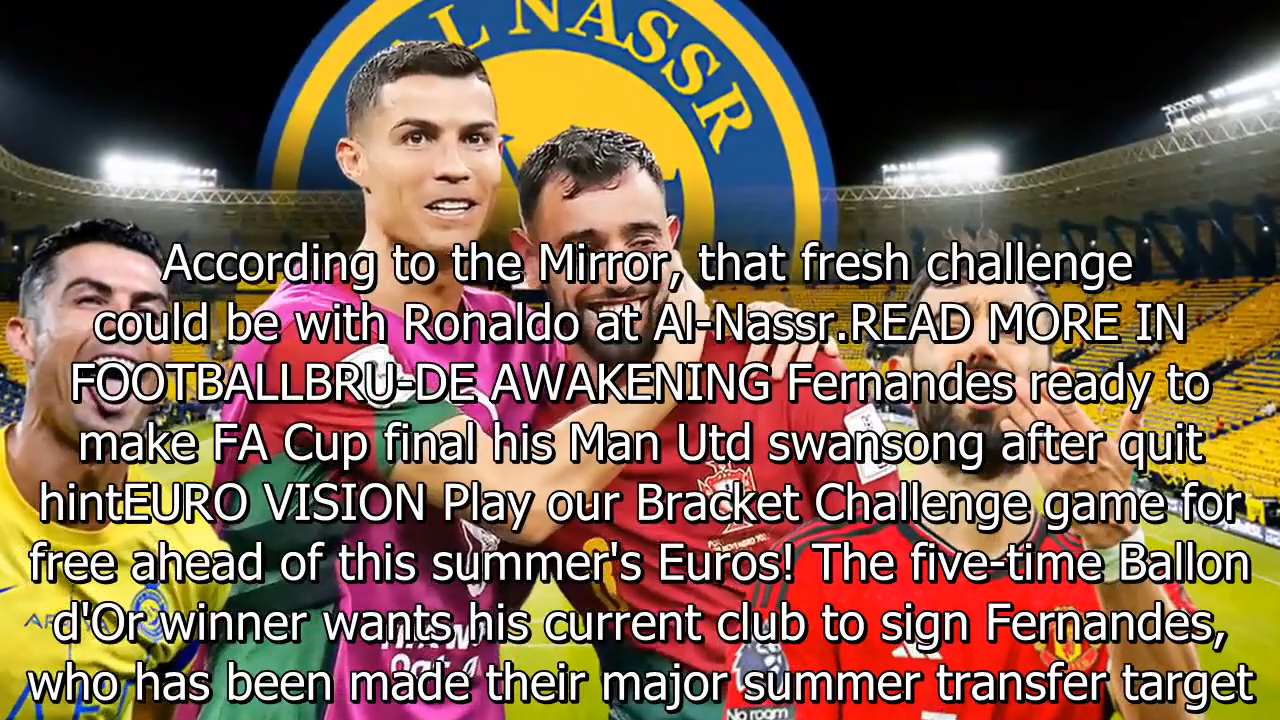 AL NASSR
According to the Mirror, that fresh challenge
could be with Ronaldo at Al-Nassr.READ MORE IN
FOOTBALLBRU-DE AWAKENING Fernandes ready to
make FA Cup final his Man Utd swansong after quit
hintEURO VISION Play our Bracket Challenge game for
free ahead of this summer's Euros! The five-time Ballon
d'Or winner wants his current club to sign Fernandes,
who has been made their major summer transfer target
No room